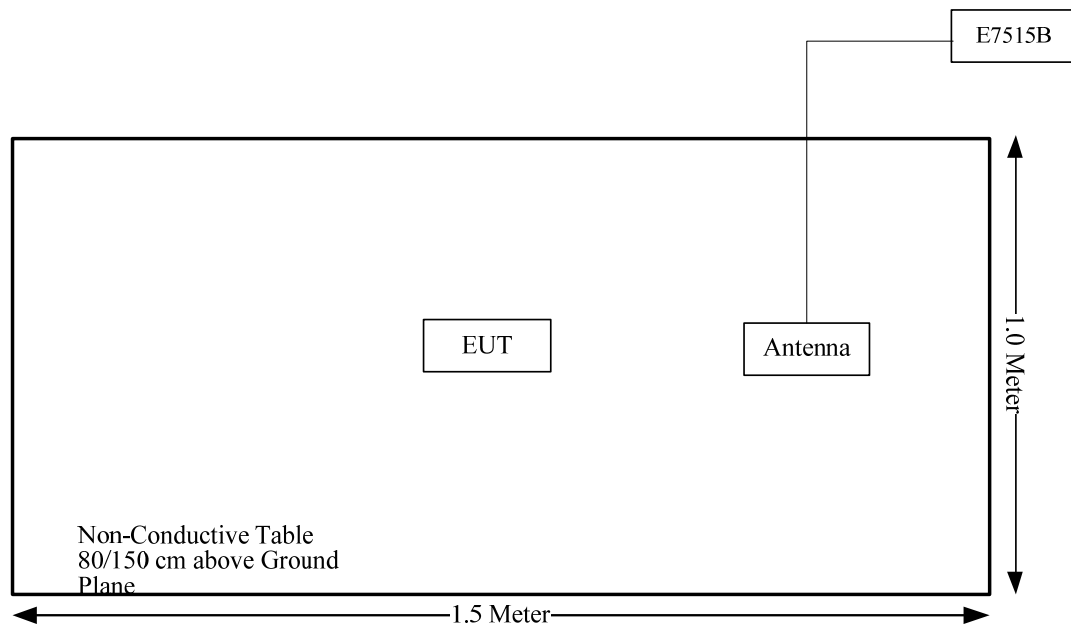 E7515B
EUT
Antenna
1.0 Meter
Non-Conductive Table
80/150 cm above Ground
Plane
1.5 Meter